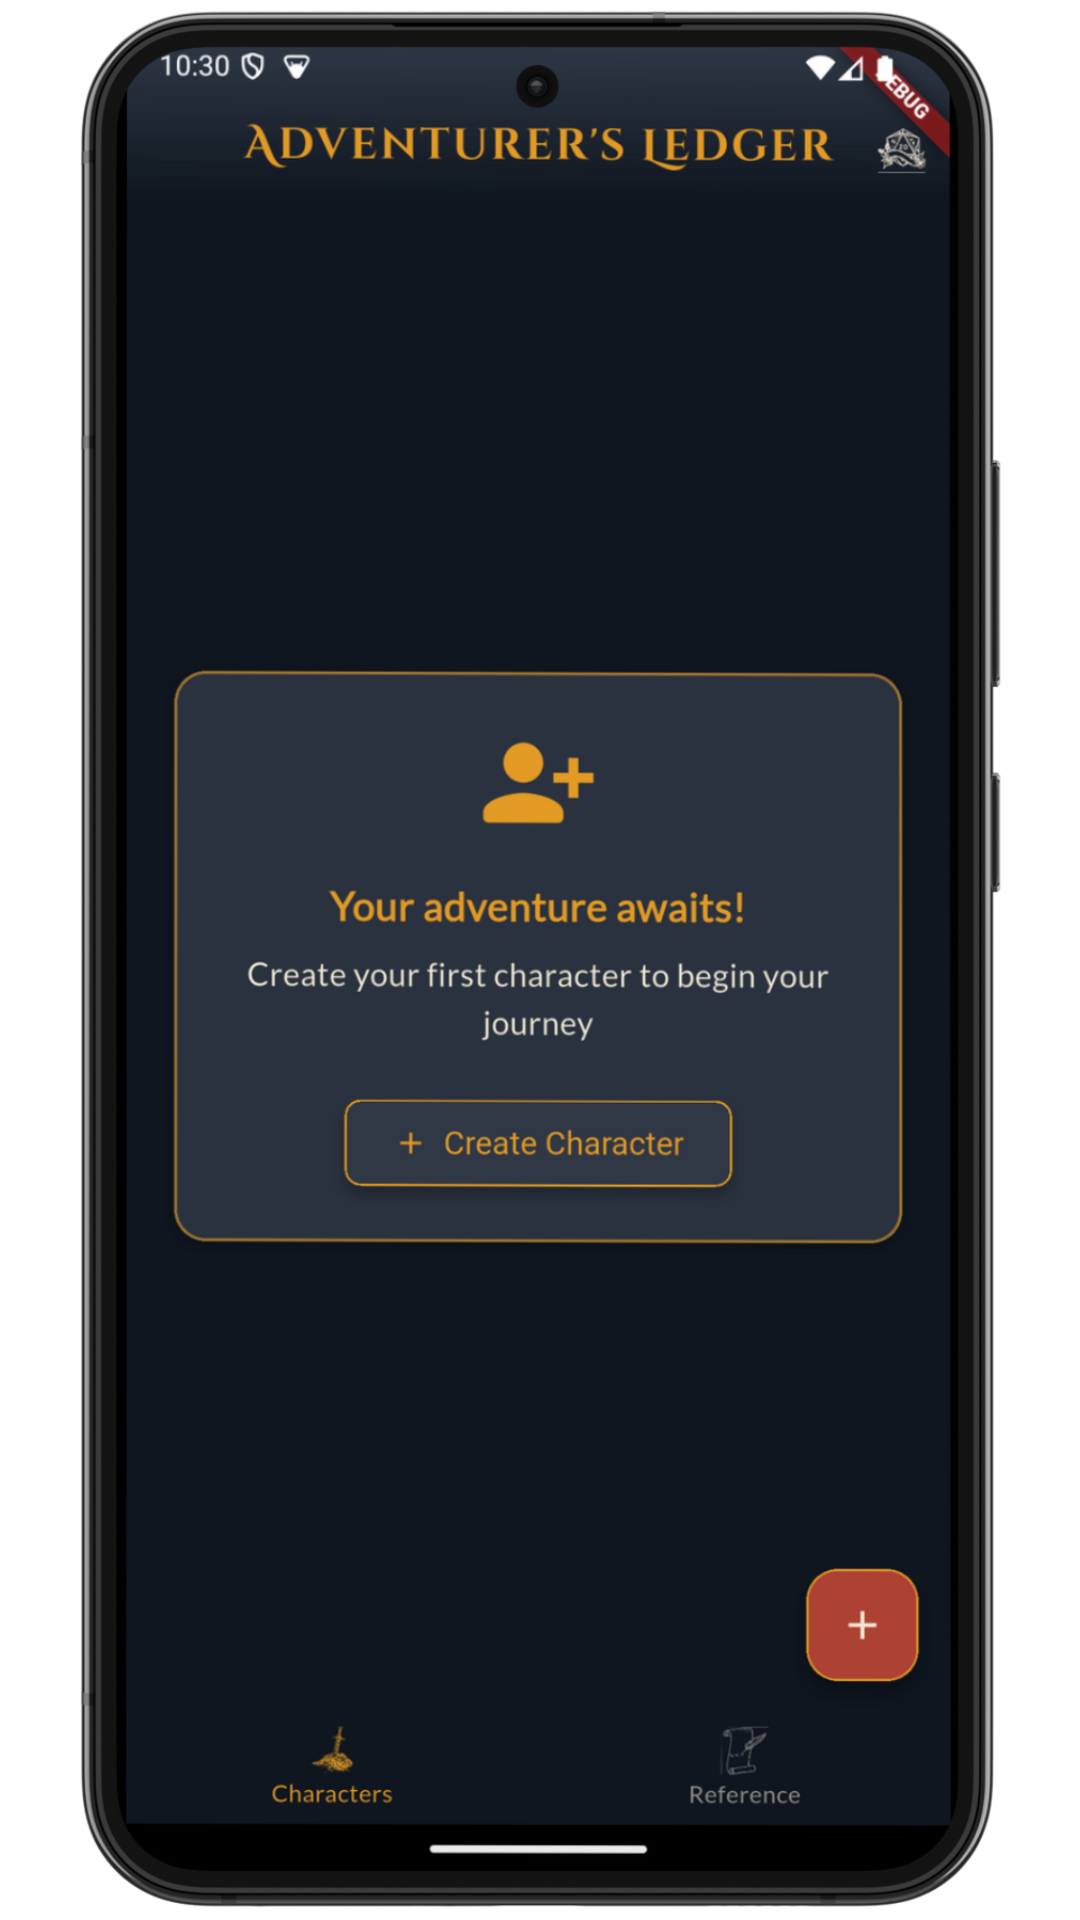 10:30
DEBUG
ADVENTURER'S LEDGER
Your adventure awaits!
Create your first character to begin your
journey
+ Create Character
+
Characters
Reference